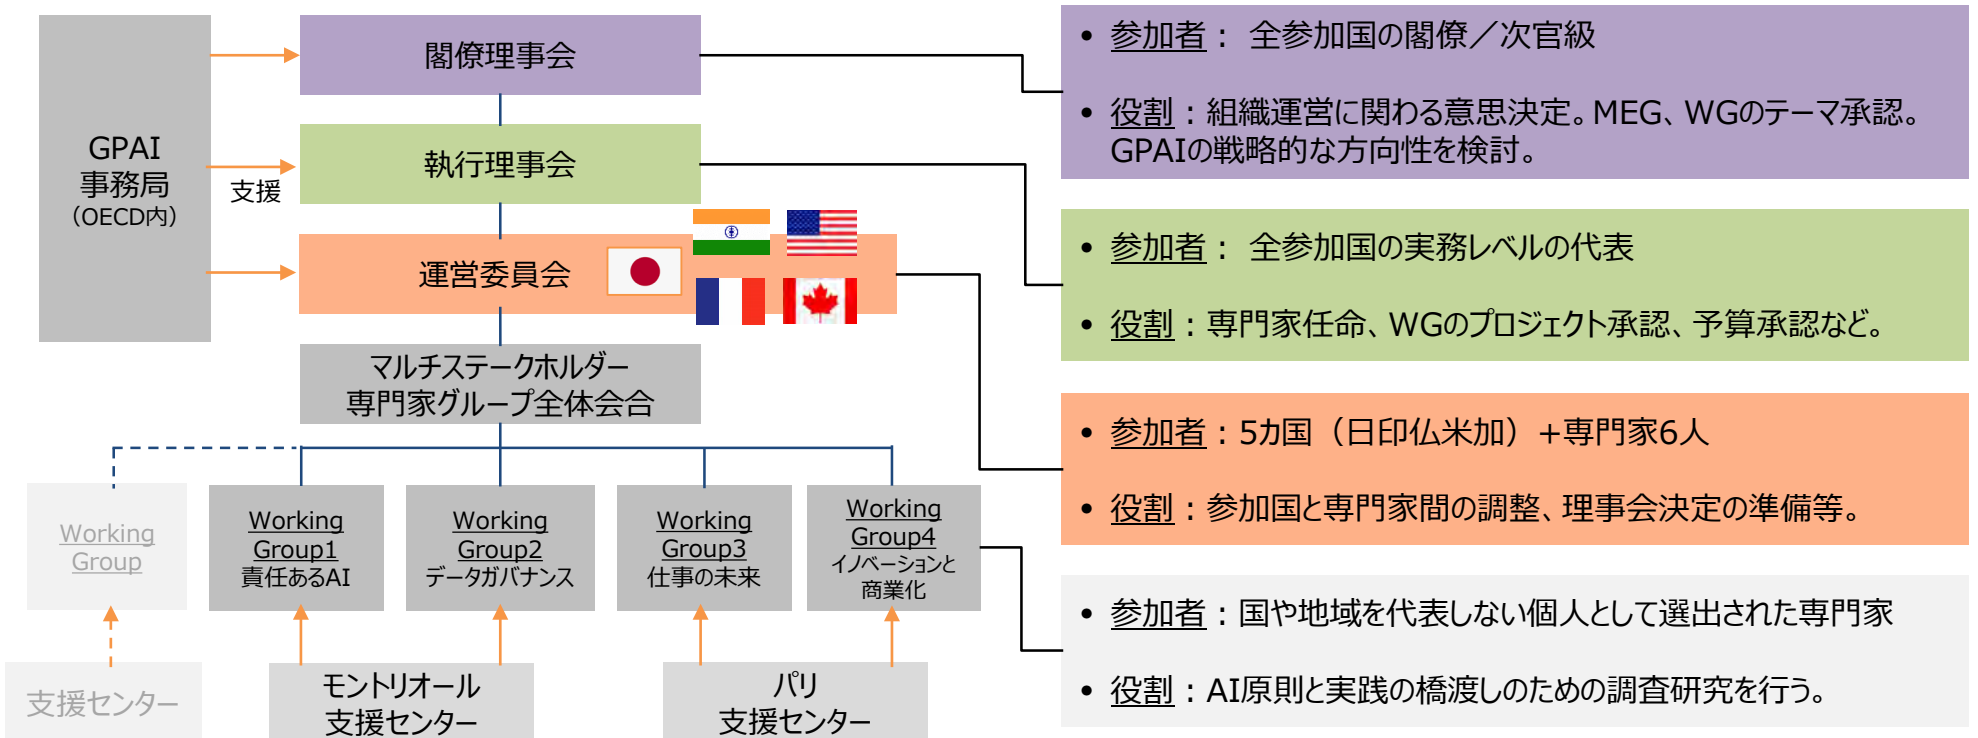 GPAI
事務局
（OECD内）
支援
閣僚理事会
執行理事会
運営委員会
マルチステークホルダー
専門家グループ全体会合
Working
Group
Working
Group1
責任あるAI
Working
Group2
データガバナンス
Working
Group3
仕事の未来
Working
Group4
イノベーションと
商業化
支援センター
モントリオール
支援センター
パリ
支援センター
• 参加者： 全参加国の閣僚／次官級
• 役割：組織運営に関わる意思決定。MEG、WGのテーマ承認。
GPAIの戦略的な方向性を検討。
• 参加者： 全参加国の実務レベルの代表
• 役割：専門家任命、WGのプロジェクト承認、予算承認など。
• 参加者：5カ国（日印仏米加）+専門家6人
• 役割：参加国と専門家間の調整、理事会決定の準備等。
• 参加者：国や地域を代表しない個人として選出された専門家
• 役割：AI原則と実践の橋渡しのための調査研究を行う。